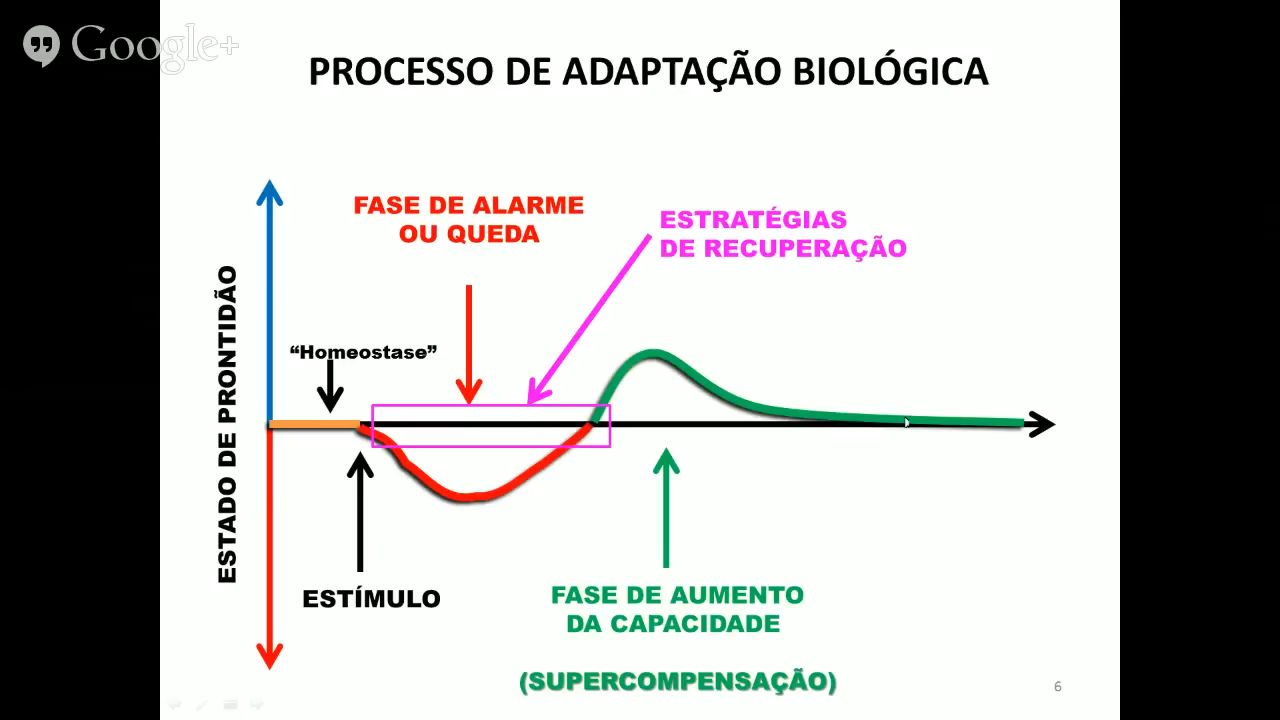 Google+
PROCESSO DE ADAPTAÇÃO BIOLÓGICA
FASE DE ALARME
OU QUEDA
ESTRATÉGIAS
DE RECUPERAÇÃO
ESTADO DE PRONTIDÃO
“Homeostase”
ESTÍMULO
FASE DE AUMENTO
DA CAPACIDADE
(SUPERCOMPENSAÇÃO)
6